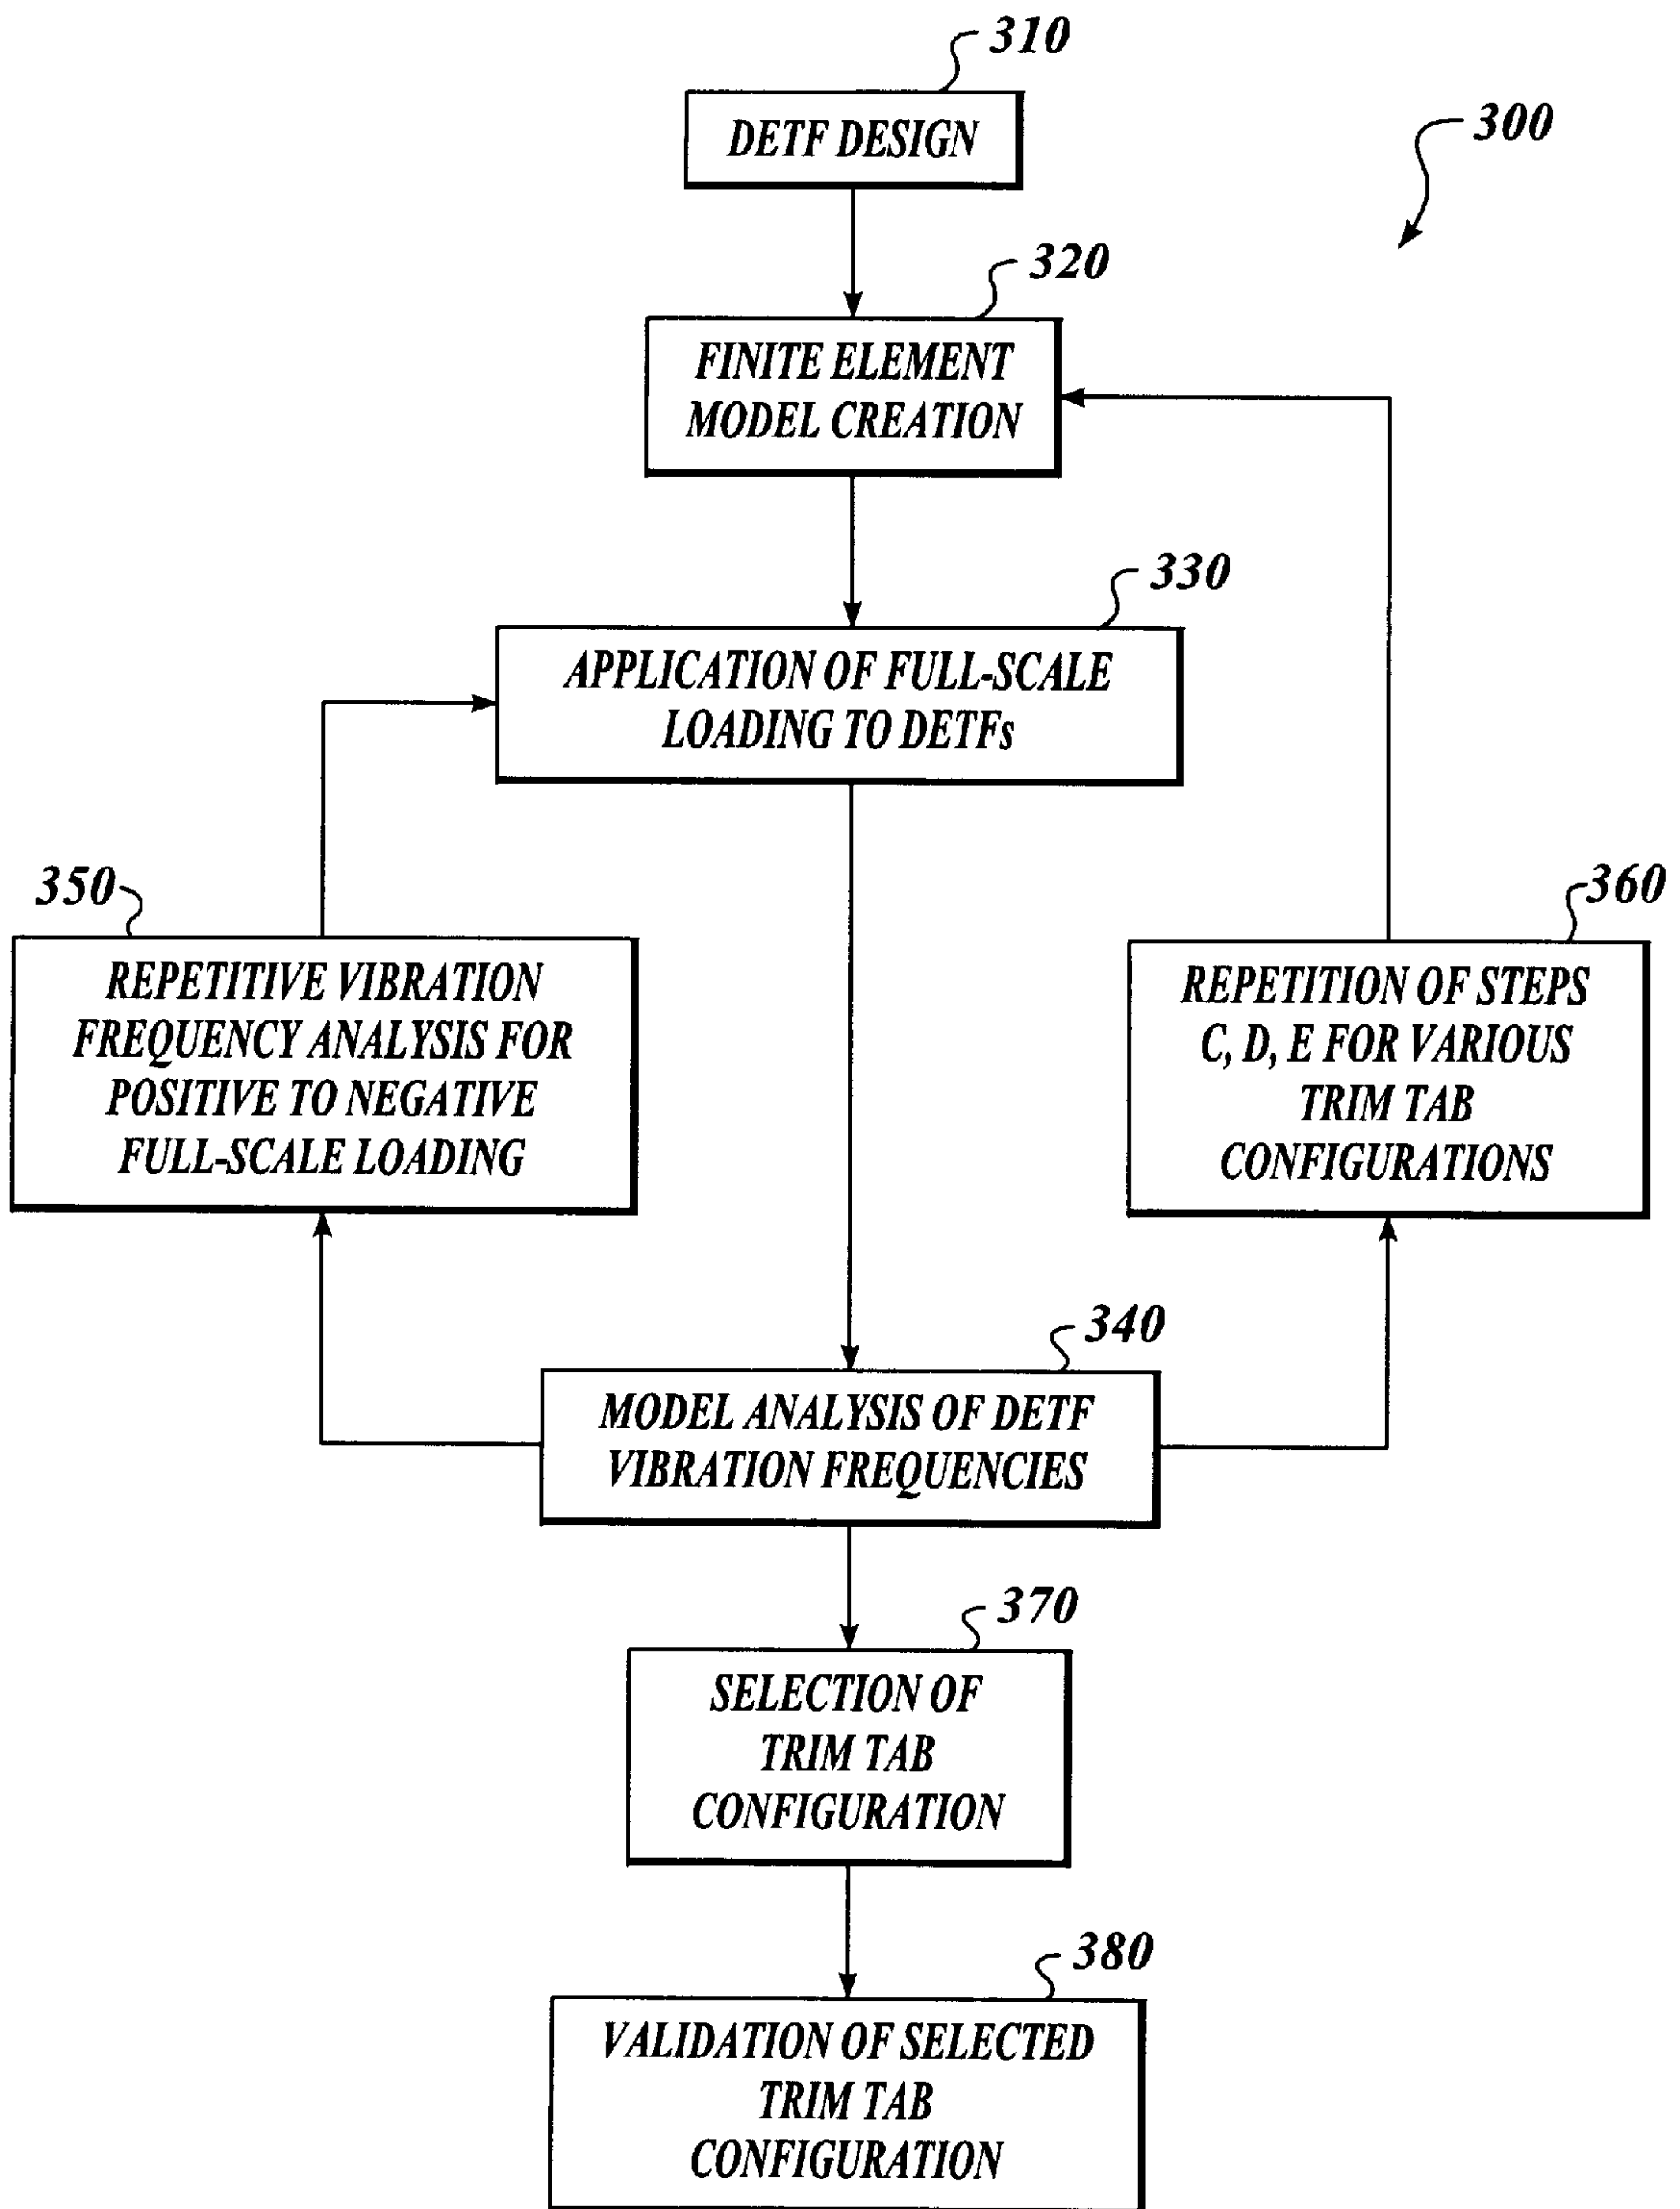 310
DETF DESIGN
300
320
FINITE ELEMENT
MODEL CREATION
330
APPLICATION OF FULL-SCALE
LOADING TO DETFs
350
REPETITIVE VIBRATION
FREQUENCY ANALYSIS FOR
POSITIVE TO NEGATIVE
FULL-SCALE LOADING
360
REPETITION OF STEPS
C, D, E FOR VARIOUS
TRIM TAB
CONFIGURATIONS
340
MODEL ANALYSIS OF DETF
VIBRATION FREQUENCIES
370
SELECTION OF
TRIM TAB
CONFIGURATION
380
VALIDATION OF SELECTED
TRIM TAB
CONFIGURATION